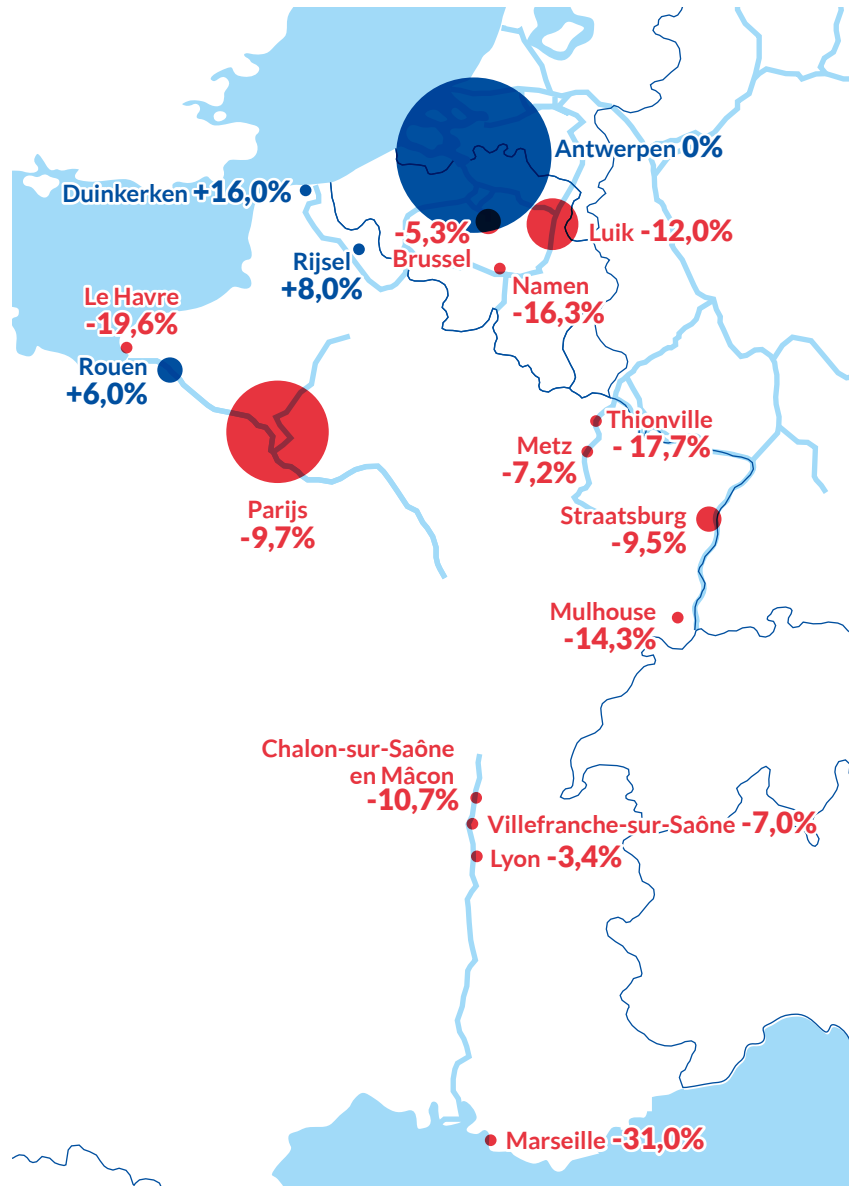 Antwerpen 0%
Duinkerken +16,0%
-5,3%
Brussel
Luik -12,0%
Rijsel
+8,0%
Namen
-16,3%
Le Havre
-19,6%
Rouen
+6,0%
Thionville
- 17,7%
Metz
-7,2%
Parijs
-9,7%
Straatsburg
-9,5%
Mulhouse
-14,3%
Chalon-sur-Saône
en Mâcon
-10,7%
Villefranche-sur-Saône -7,0%
Lyon -3,4%
Marseille -31,0%